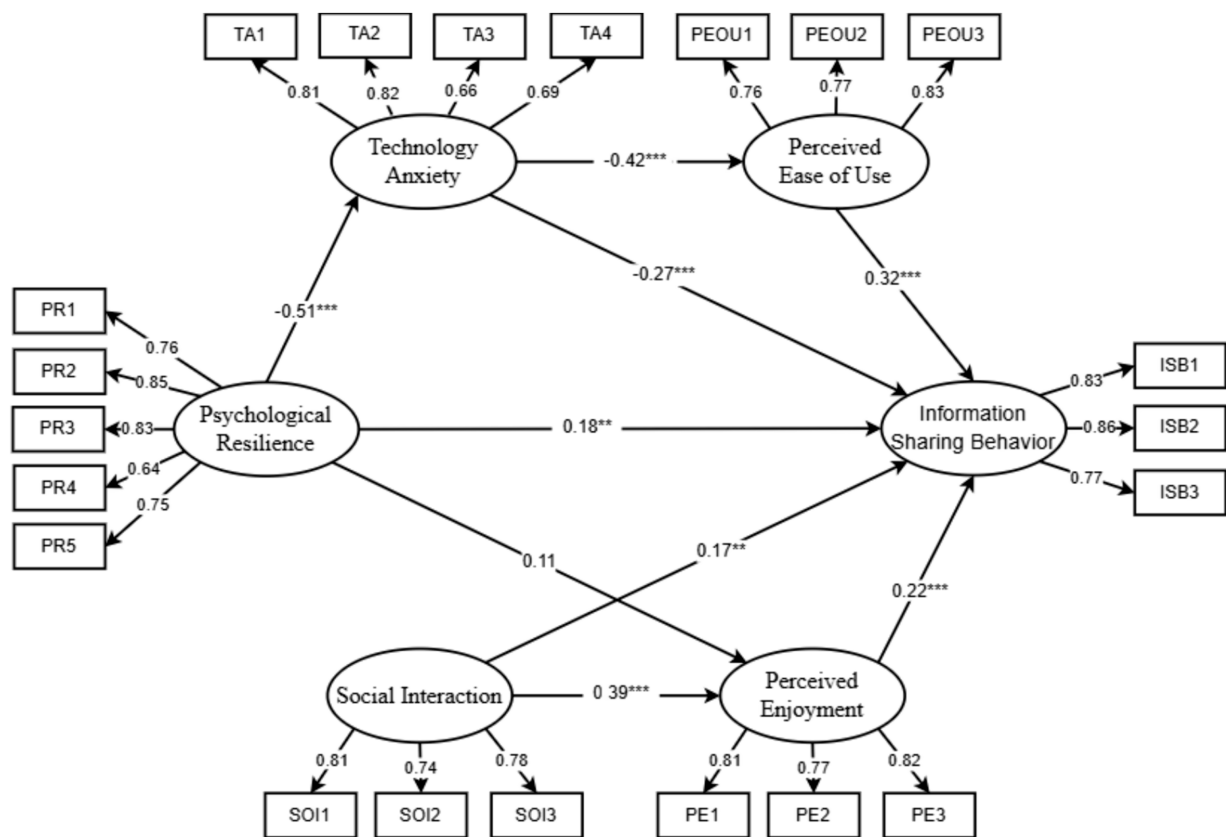 TA1
TA2
TA3
TA4
PEOU1
PEOU2
PEOU3
0.81
0.82
0.66
0.69
0.76
0.77
0.83
Technology
Anxiety
-0.42***
Perceived
Ease of Use
-0.27***
0.32***
-0.51***
PR1
PR2
PR3
PR4
PR5
0.76
0.85
0.83
0.64
0.75
Psychological
Resilience
0.18**
Information
Sharing Behavior
0.83
0.86
0.77
ISB1
ISB2
ISB3
0.11
0.17**
0.22***
Social Interaction
0 39***
Perceived
Enjoyment
0.81
0.74
0.78
0.81
0.77
0.82
SOI1
SOI2
SOI3
PE1
PE2
PE3